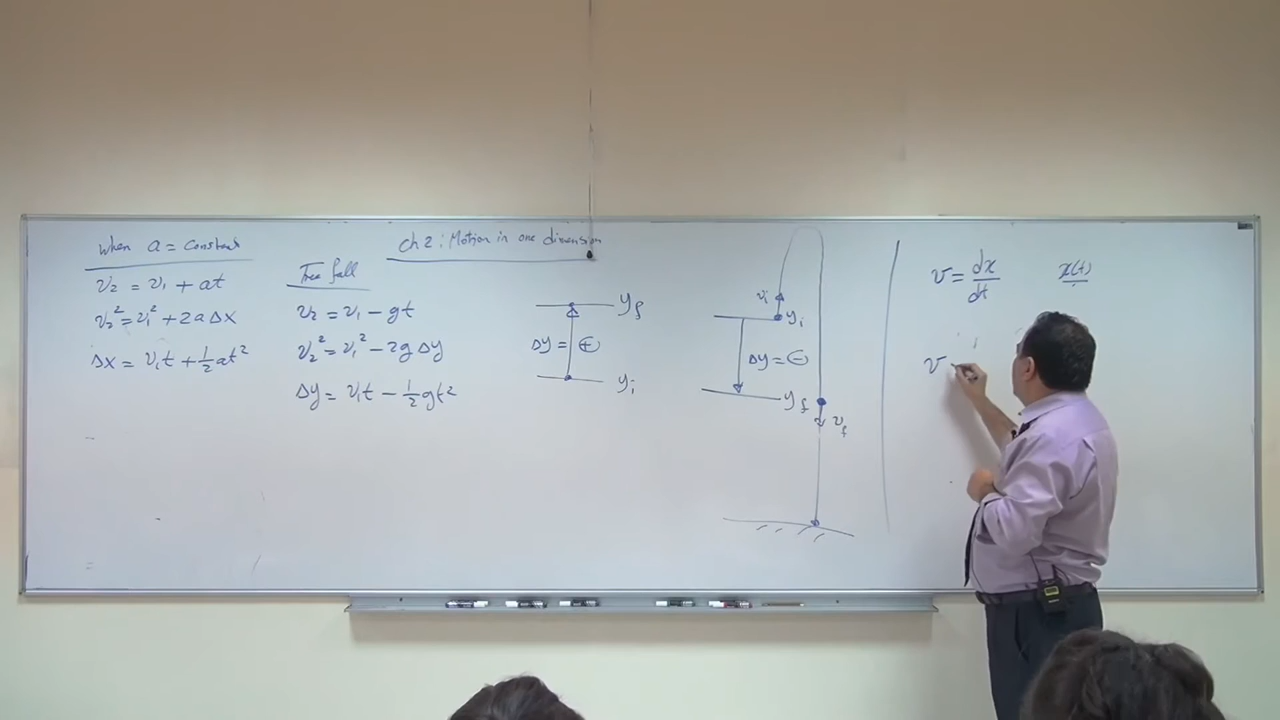 when a = constant
v₂ = v₁ + at
v₂² = v₁² + 2a Δx
Δx = v₁t + ½at²
Free fall
v₂ = v₁ - gt
v₂² = v₁² - 2g Δy
Δy = v₁t - ½gt²
ch 2 : Motion in one dimension
y_f
Δy = ⊕
y_i
v_i
y_i
Δy = ⊖
y_f
v_f
v = dx/dt
x(t)
v